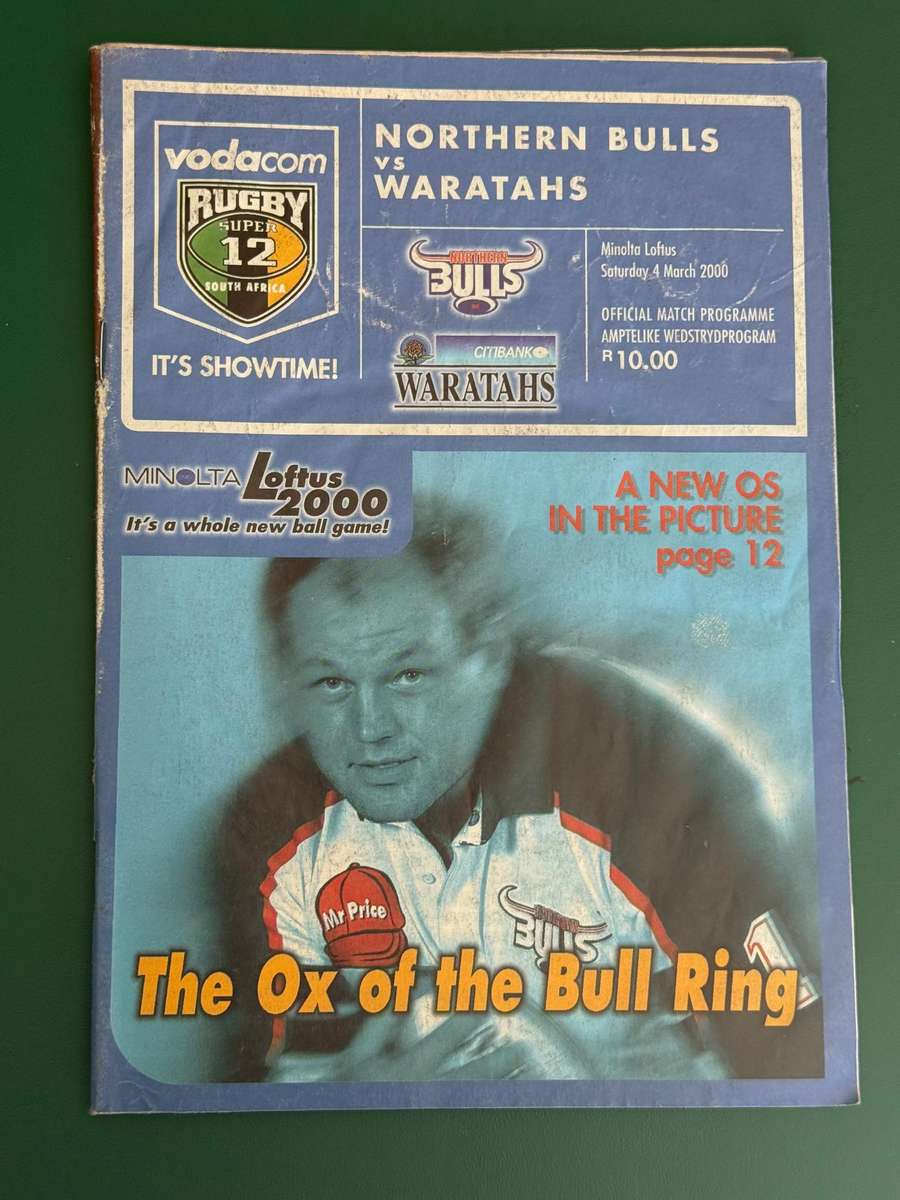 vodacom
RUGBY
SUPER
12
SOUTH AFRICA
IT'S SHOWTIME!
NORTHERN BULLS
vs
WARATAHS
NORTHERN
BULLS
CITIBANK
WARATAHS
Minolta Loftus
Saturday 4 March 2000
OFFICIAL MATCH PROGRAMME
AMPTELIKE WEDSTRYDPROGRAM
R10.00
MINOLTA Loftus
2000
It's a whole new ball game!
A NEW OS
IN THE PICTURE
page 12
Mr Price
BULLS
1
The Ox of the Bull Ring